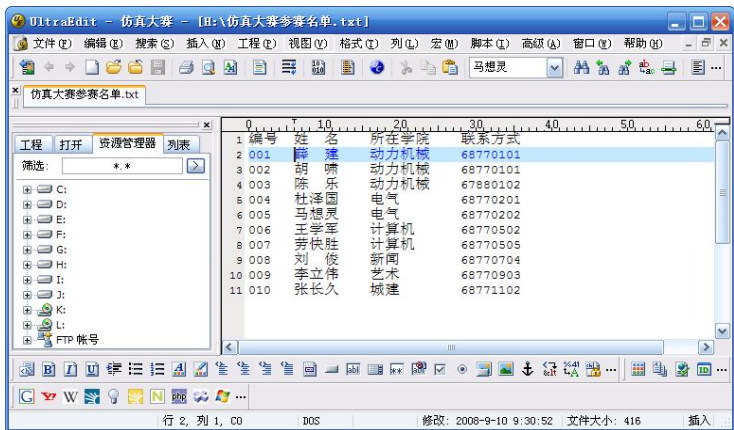 UltraEdit - 仿真大赛 - [H:\仿真大赛参赛名单.txt]
文件(F) 编辑(E) 搜索(S) 插入(N) 工程(P) 视图(V) 格式(T) 列(L) 宏(M) 脚本(I) 高级(A) 窗口(W) 帮助(H)
马想灵
仿真大赛参赛名单.txt
工程 打开 资源管理器 列表
筛选: *.*
C:
D:
E:
F:
G:
H:
I:
J:
K:
L:
FTP 帐号
0 10 20 30 40 50 60
1 编号 姓 名 所在学院 联系方式
2 001 薛 建 动力机械 68770101
3 002 胡 啸 动力机械 68770101
4 003 陈 乐 动力机械 67880102
5 004 杜泽国 电气 68770201
6 005 马想灵 电气 68770202
7 006 王学军 计算机 68770502
8 007 劳快胜 计算机 68770505
9 008 刘 俊 新闻 68770704
10 009 李立伟 艺术 68770903
11 010 张长久 城建 68771102
行 2, 列 1, C0 DOS 修改: 2008-9-10 9:30:52 文件大小: 416 插入